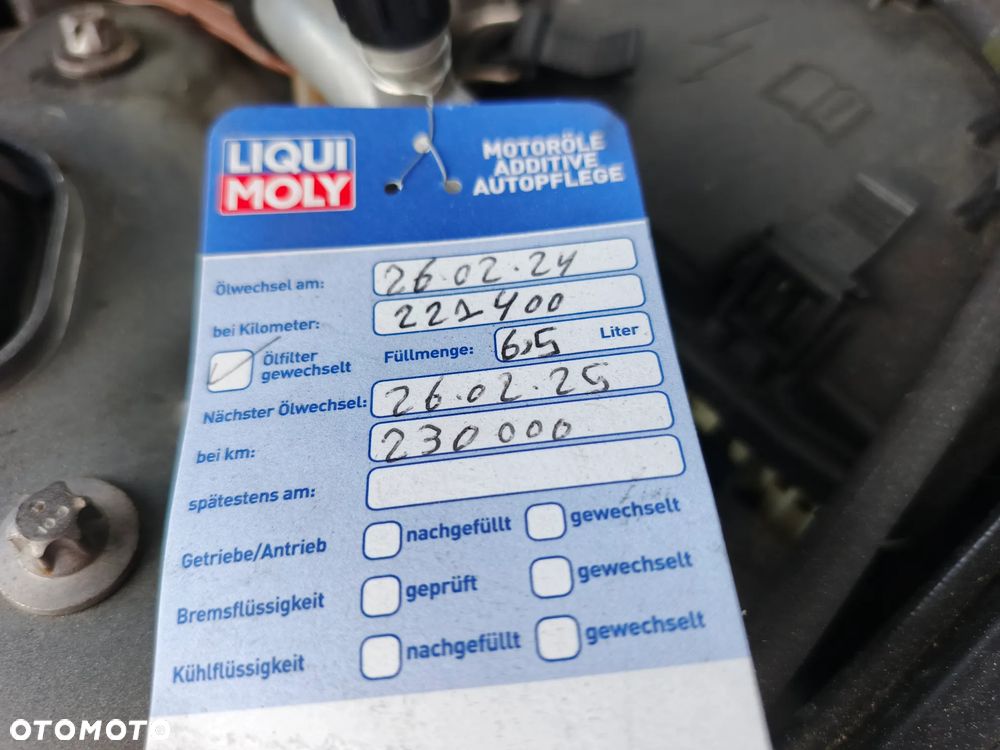 LIQUI
MOLY
MOTORÖLE
ADDITIVE
AUTOPFLEGE
Ölwechsel am: 26.02.24
bei Kilometer: 221400
Ölfilter
gewechselt
Füllmenge: 6,5 Liter
Nächster Ölwechsel: 26.02.25
bei km: 230000
spätestens am:
Getriebe/Antrieb nachgefüllt gewechselt
Bremsflüssigkeit geprüft gewechselt
Kühlflüssigkeit nachgefüllt gewechselt
OTOMOTO